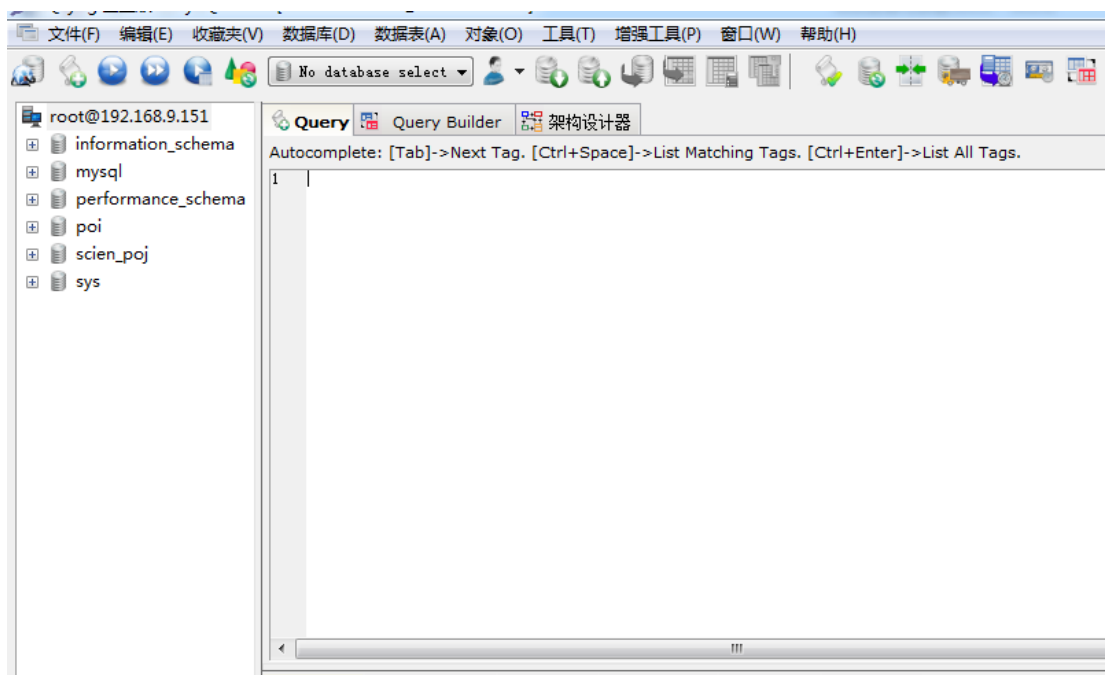 文件(F) 编辑(E) 收藏夹(V) 数据库(D) 数据表(A) 对象(O) 工具(T) 增强工具(P) 窗口(W) 帮助(H)
No database select
root@192.168.9.151
information_schema
mysql
performance_schema
poi
scien_poj
sys
Query Query Builder 架构设计器
Autocomplete: [Tab]->Next Tag. [Ctrl+Space]->List Matching Tags. [Ctrl+Enter]->List All Tags.
1